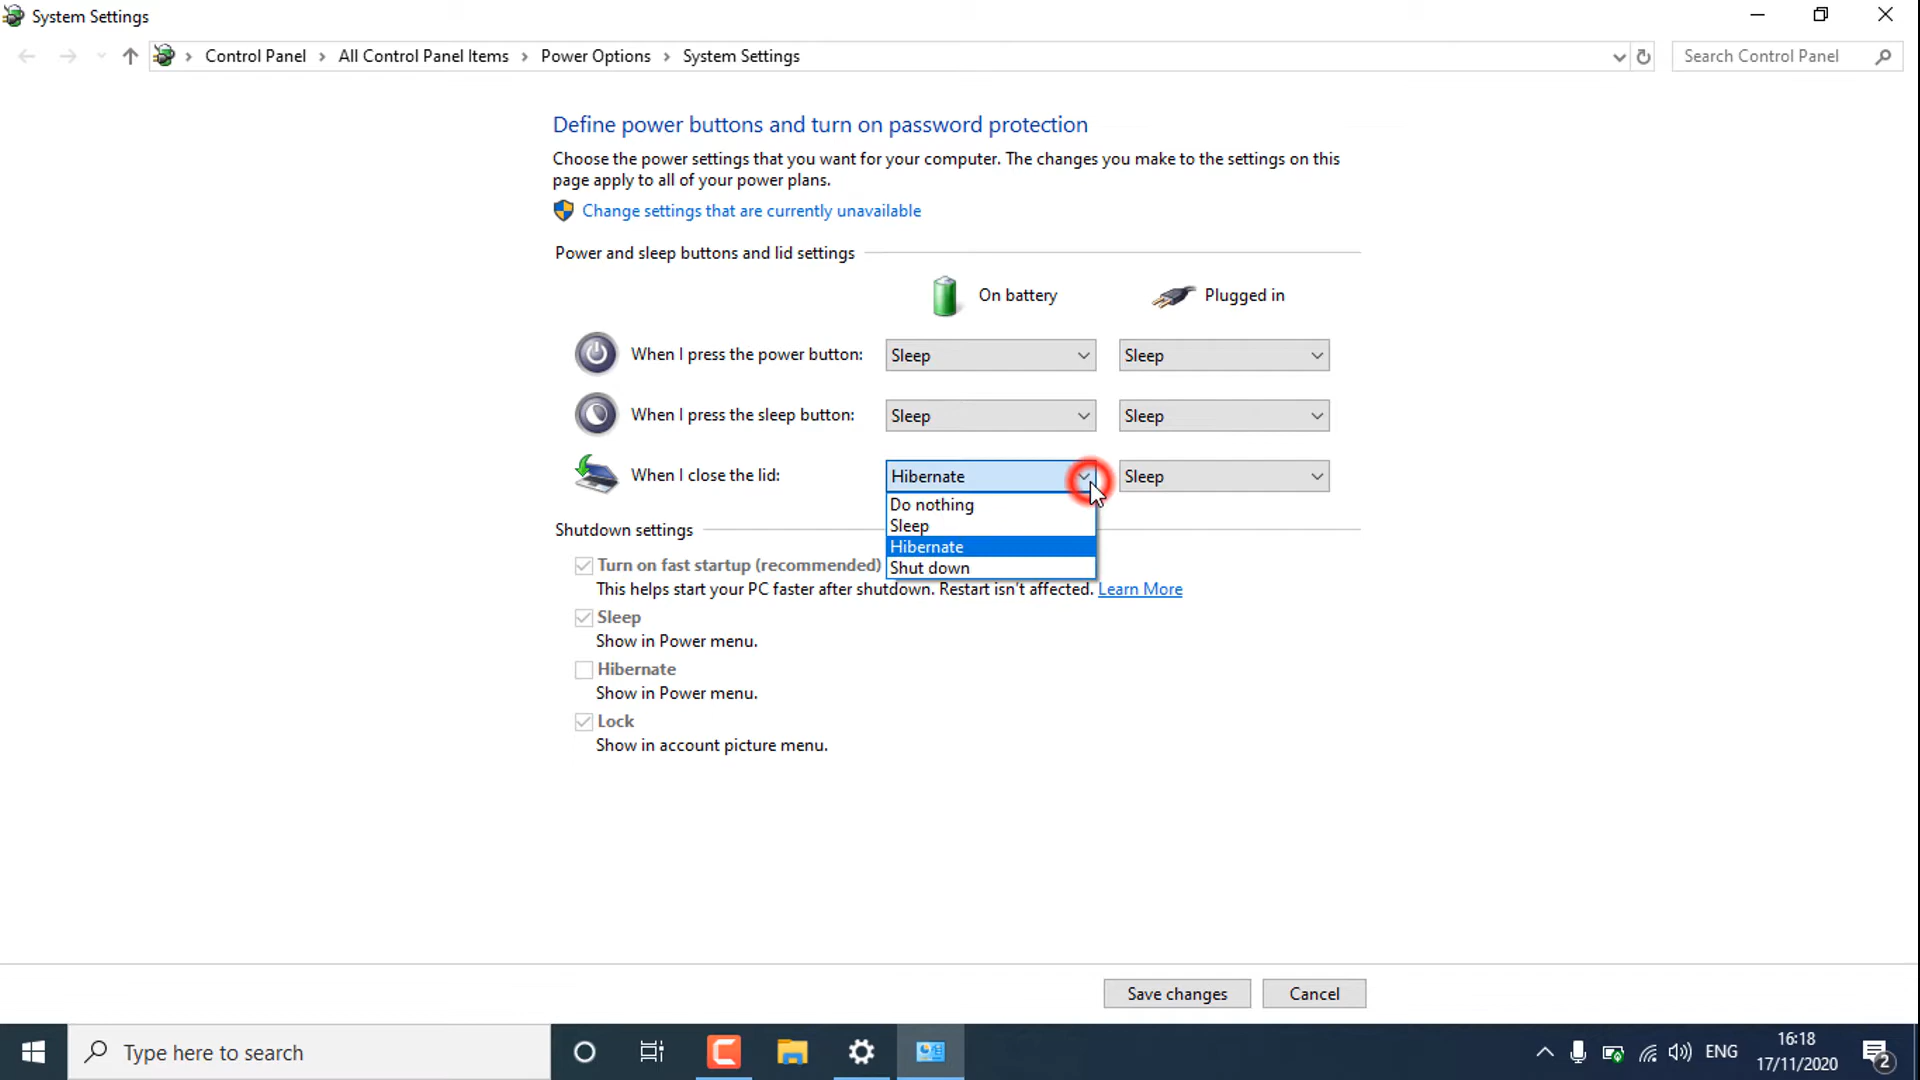 System Settings
Control Panel
All Control Panel Items
Power Options
System Settings
Search Control Panel
Define power buttons and turn on password protection
Choose the power settings that you want for your computer. The changes you make to the settings on this
page apply to all of your power plans.
Change settings that are currently unavailable
Power and sleep buttons and lid settings
On battery
Plugged in
When I press the power button:
Sleep
Sleep
When I press the sleep button:
Sleep
Sleep
When I close the lid:
Hibernate
Sleep
Do nothing
Sleep
Hibernate
Shut down
Shutdown settings
Turn on fast startup (recommended)
This helps start your PC faster after shutdown. Restart isn't affected. Learn More
Sleep
Show in Power menu.
Hibernate
Show in Power menu.
Lock
Show in account picture menu.
Save changes
Cancel
Type here to search
ENG
16:18
17/11/2020
2